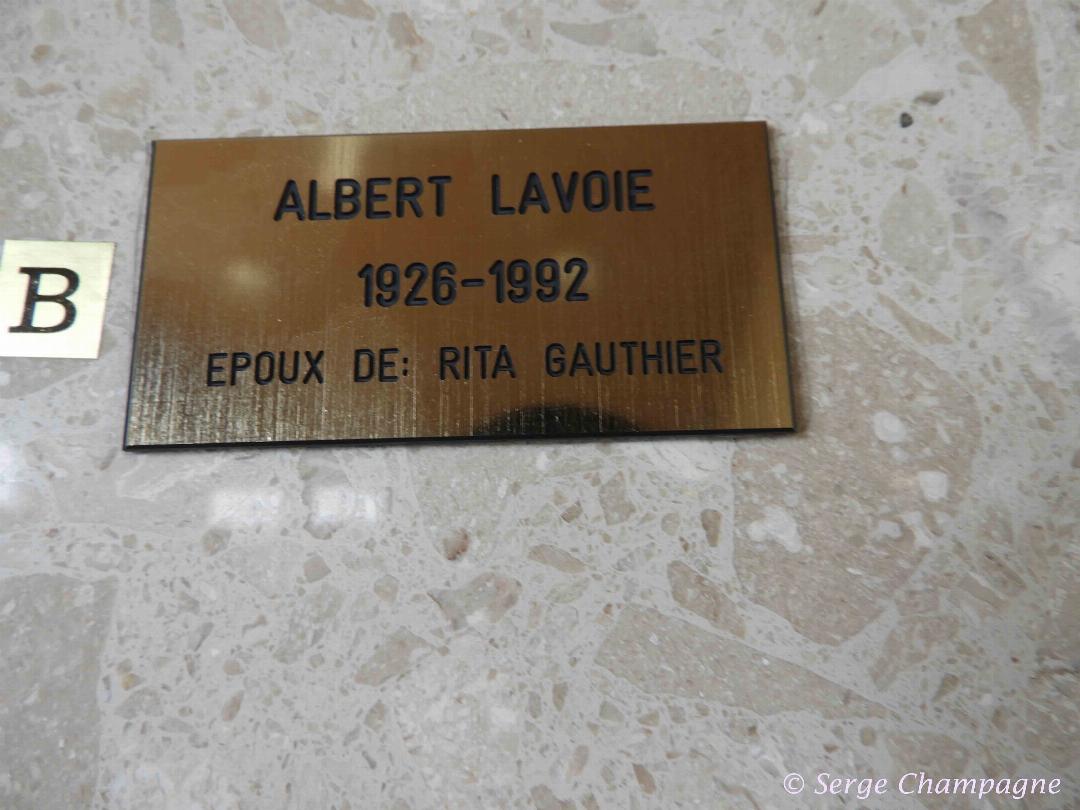 ALBERT LAVOIE
1926-1992
EPOUX DE: RITA GAUTHIER
B
© Serge Champagne